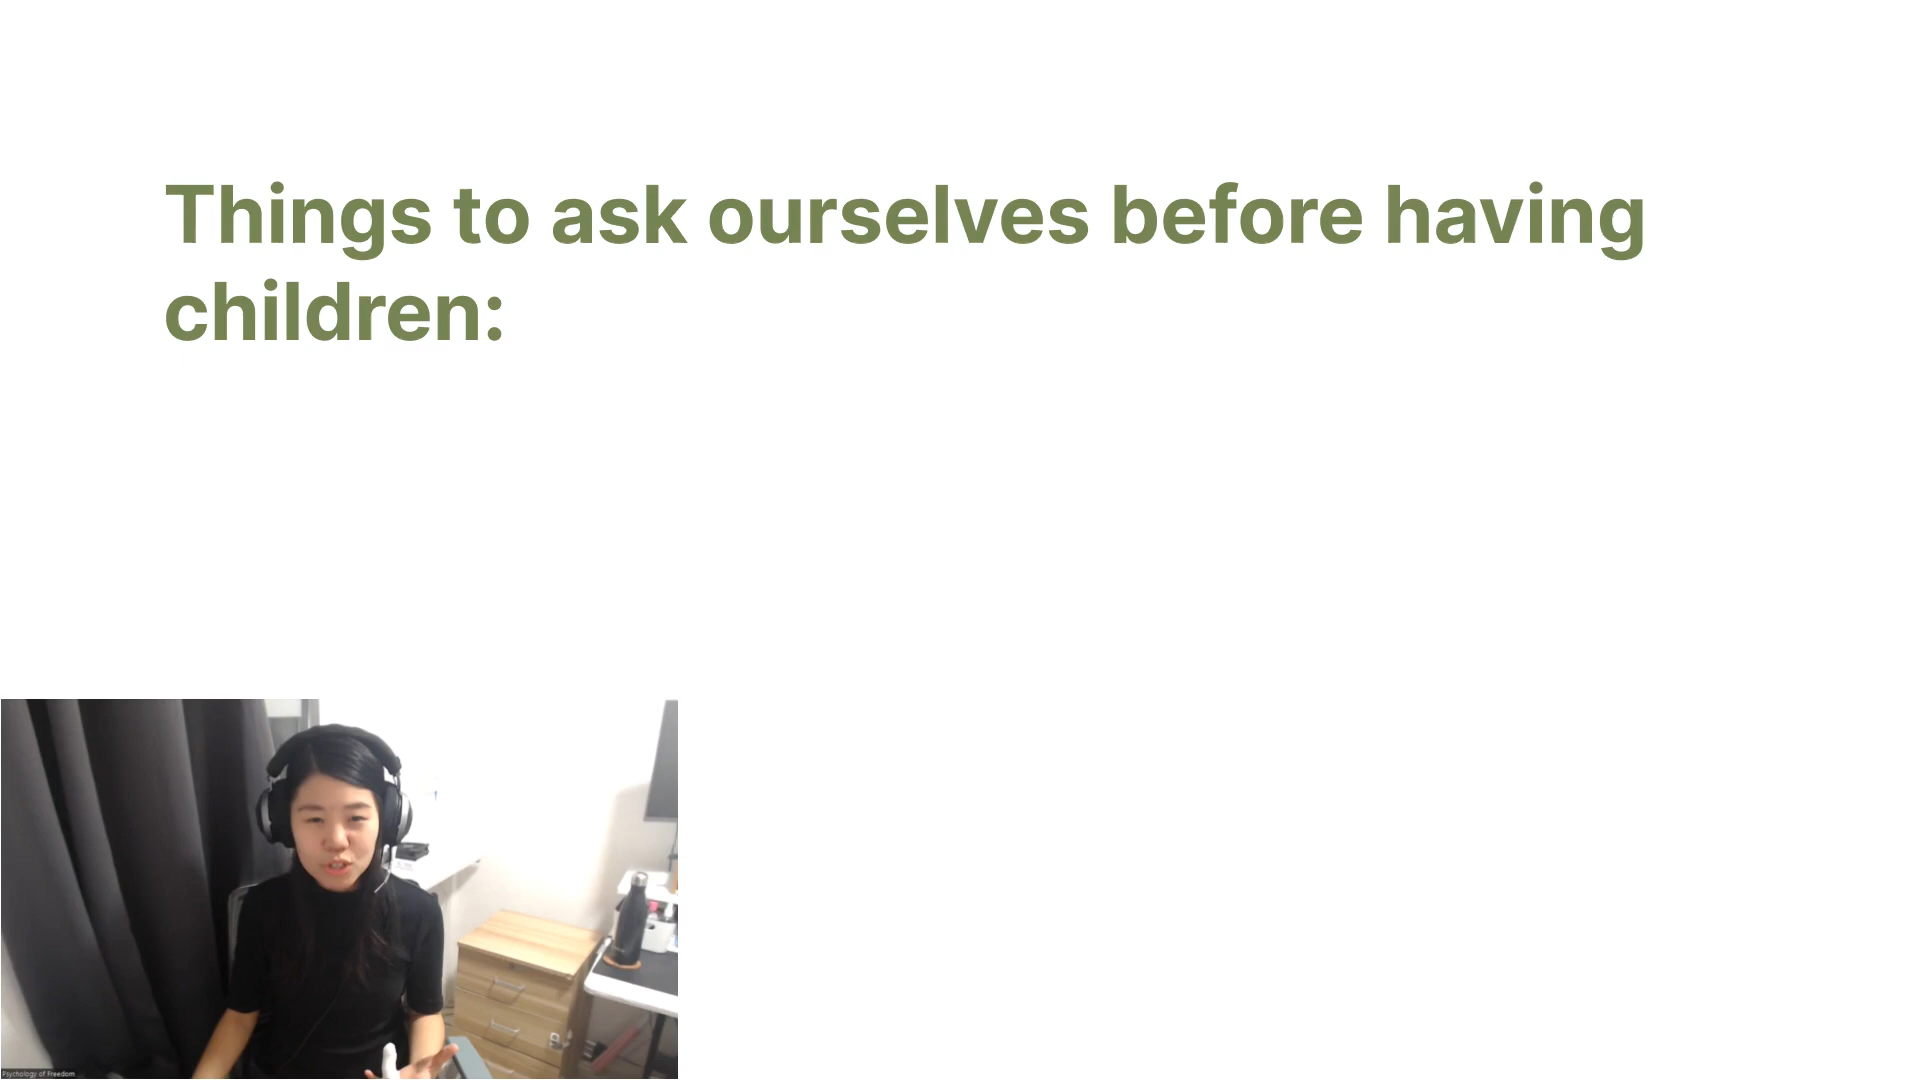 Things to ask ourselves before having
children:
Psychology of Freedom